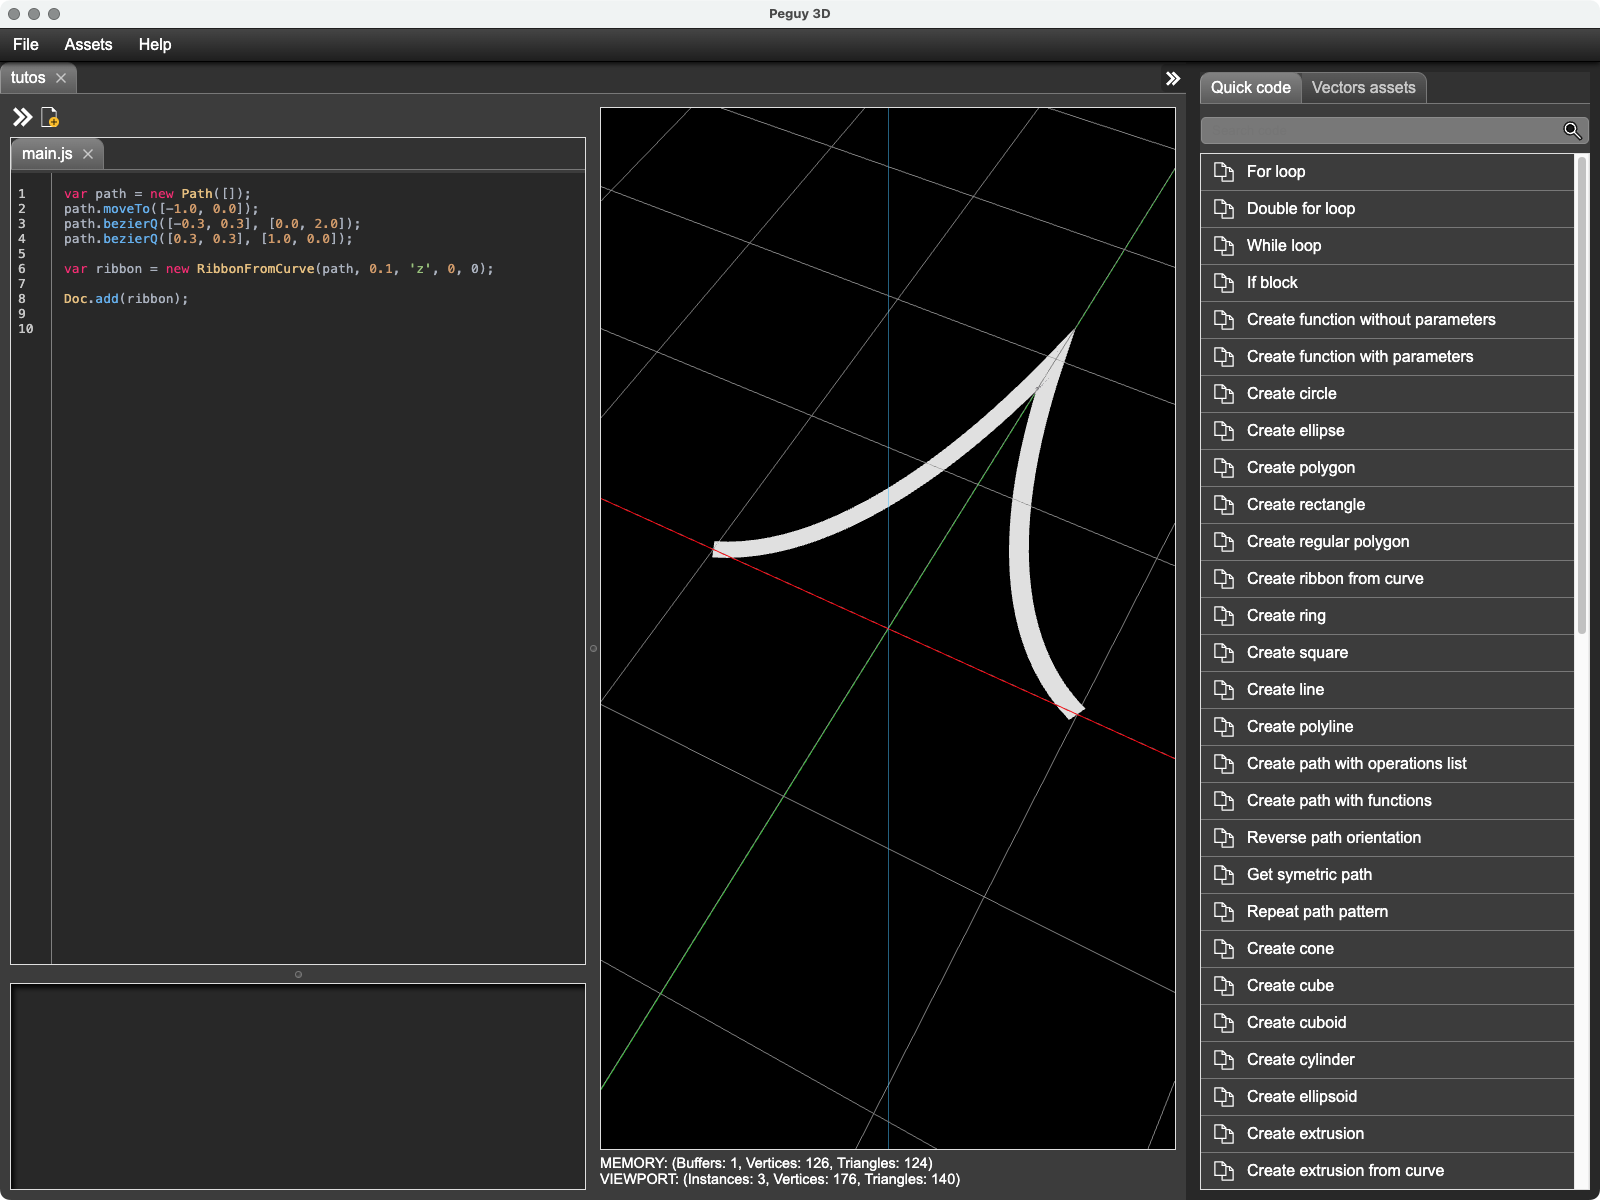 Peguy 3D
File Assets Help
tutos
main.js
1 var path = new Path([]);
2 path.moveTo([-1.0, 0.0]);
3 path.bezierQ([-0.3, 0.3], [0.0, 2.0]);
4 path.bezierQ([0.3, 0.3], [1.0, 0.0]);
5
6 var ribbon = new RibbonFromCurve(path, 0.1, 'z', 0, 0);
7
8 Doc.add(ribbon);
9
10
MEMORY: (Buffers: 1, Vertices: 126, Triangles: 124)
VIEWPORT: (Instances: 3, Vertices: 176, Triangles: 140)
Quick code Vectors assets
For loop
Double for loop
While loop
If block
Create function without parameters
Create function with parameters
Create circle
Create ellipse
Create polygon
Create rectangle
Create regular polygon
Create ribbon from curve
Create ring
Create square
Create line
Create polyline
Create path with operations list
Create path with functions
Reverse path orientation
Get symetric path
Repeat path pattern
Create cone
Create cube
Create cuboid
Create cylinder
Create ellipsoid
Create extrusion
Create extrusion from curve